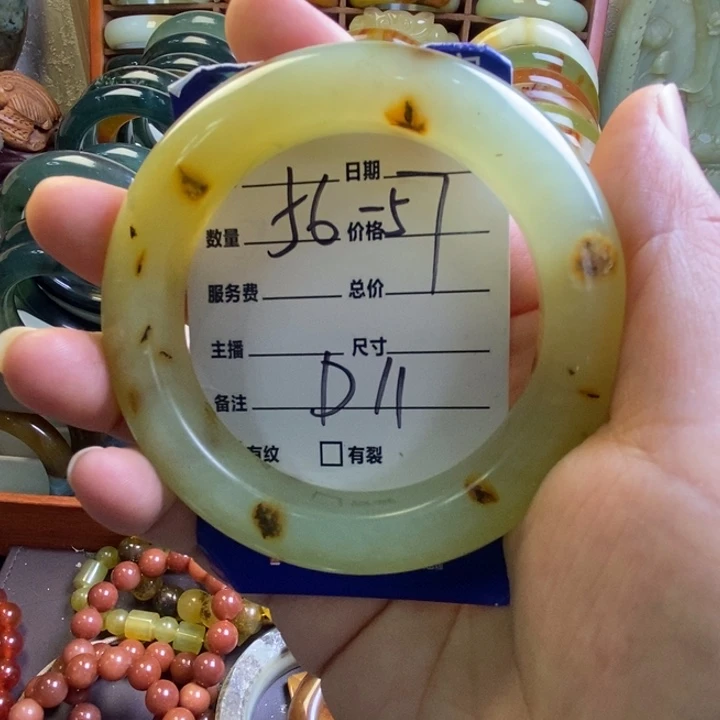 日期
数量 36-57 价格
服务费 总价
主播 尺寸
D11
备注
有纹 □有裂